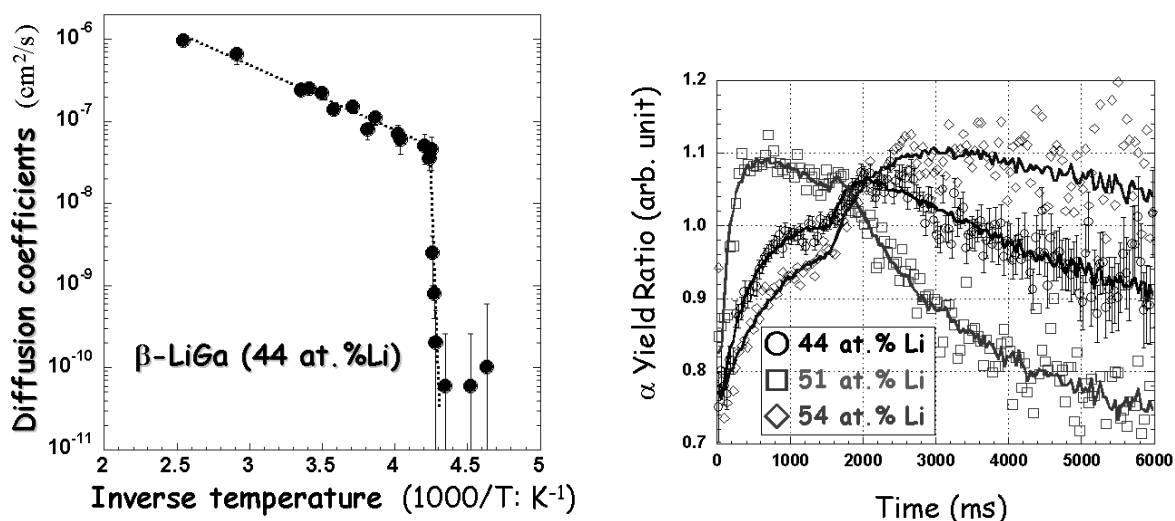 Diffusion coefficients (cm²/s)
10⁻⁶
10⁻⁷
10⁻⁸
10⁻⁹
10⁻¹⁰
10⁻¹¹
β-LiGa (44 at.%Li)
2 2.5 3 3.5 4 4.5 5
Inverse temperature (1000/T: K⁻¹)
α Yield Ratio (arb. unit)
1.2
1.1
1.0
0.9
0.8
0.7
44 at.% Li
51 at.% Li
54 at.% Li
0 1000 2000 3000 4000 5000 6000
Time (ms)